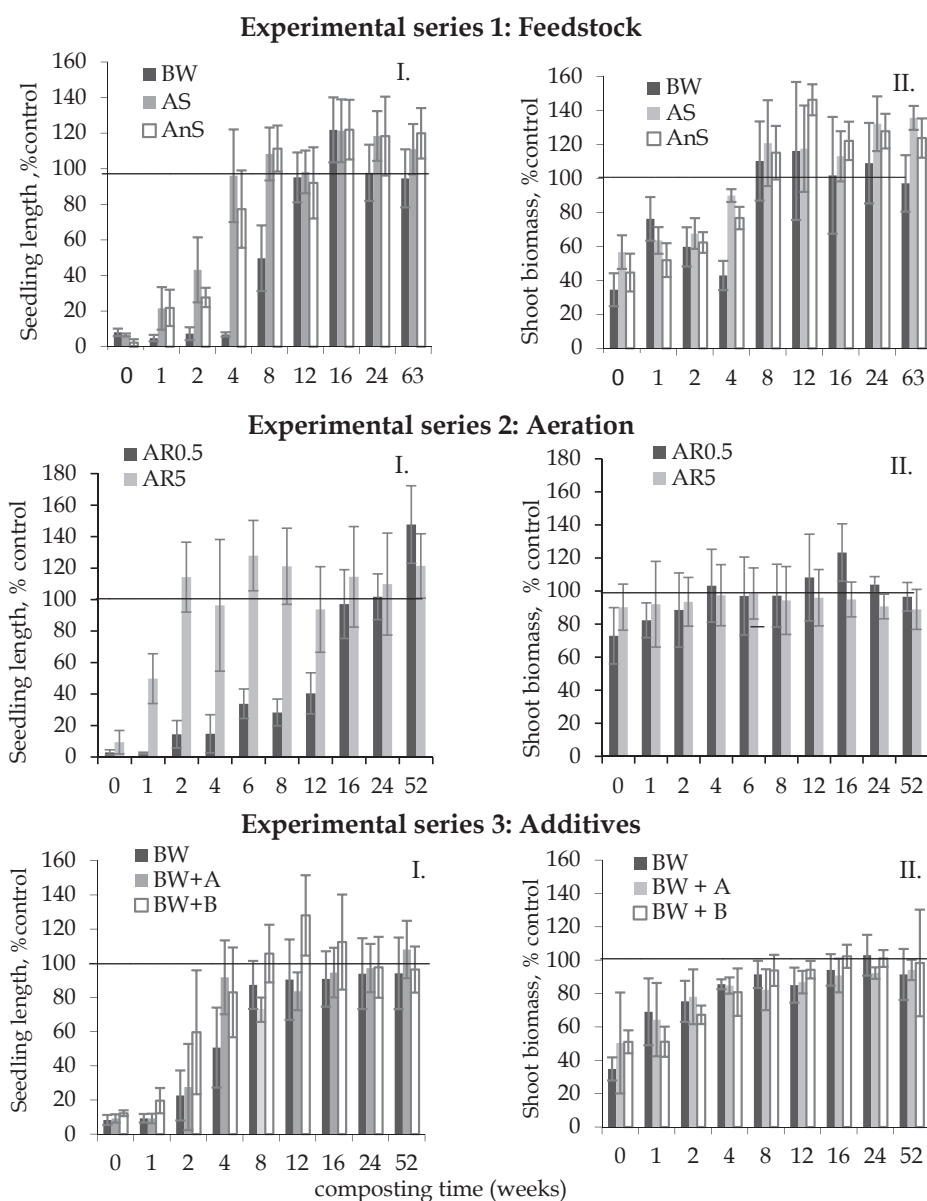 Experimental series 1: Feedstock
I.
BW
AS
AnS
Seedling length ,%control
160
140
120
100
80
60
40
20
0
0 1 2 4 8 12 16 24 63
II.
BW
AS
AnS
Shoot biomass, %control
160
140
120
100
80
60
40
20
0
0 1 2 4 8 12 16 24 63
Experimental series 2: Aeration
I.
AR0.5
AR5
Seedling length, % control
180
160
140
120
100
80
60
40
20
0
0 1 2 4 6 8 12 16 24 52
II.
AR0.5
AR5
Shoot biomass, % control
180
160
140
120
100
80
60
40
20
0
0 1 2 4 6 8 12 16 24 52
Experimental series 3: Additives
I.
BW
BW+A
BW+B
Seedling length, %control
160
140
120
100
80
60
40
20
0
0 1 2 4 8 12 16 24 52
II.
BW
BW + A
BW + B
Shoot biomass, % control
160
140
120
100
80
60
40
20
0
0 1 2 4 8 12 16 24 52
composting time (weeks)